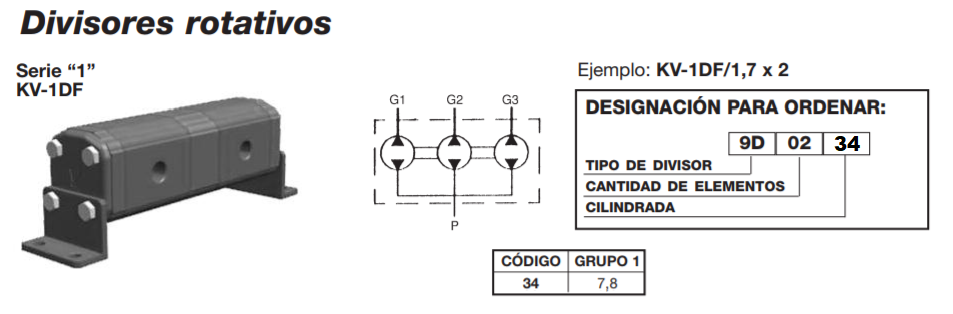 Divisores rotativos
Serie “1”
KV-1DF
Ejemplo: KV-1DF/1,7 x 2
G1 G2 G3
P
DESIGNACIÓN PARA ORDENAR:
9D 02 34
TIPO DE DIVISOR
CANTIDAD DE ELEMENTOS
CILINDRADA
CÓDIGO GRUPO 1
34 7,8